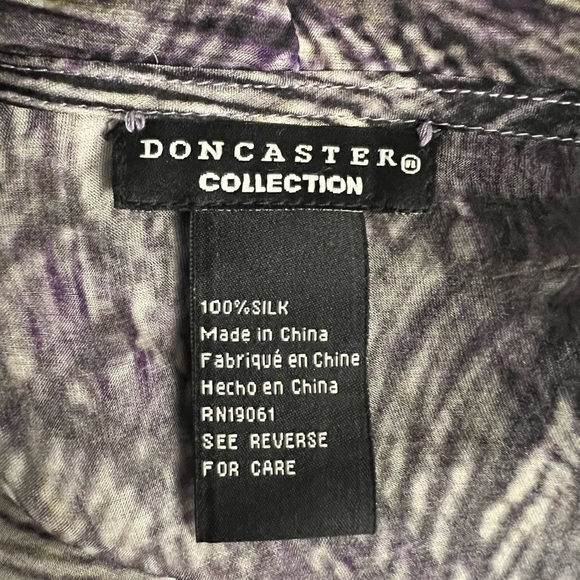 DONCASTER®
COLLECTION
100%SILK
Made in China
Fabriqué en Chine
Hecho en China
RN19061
SEE REVERSE
FOR CARE